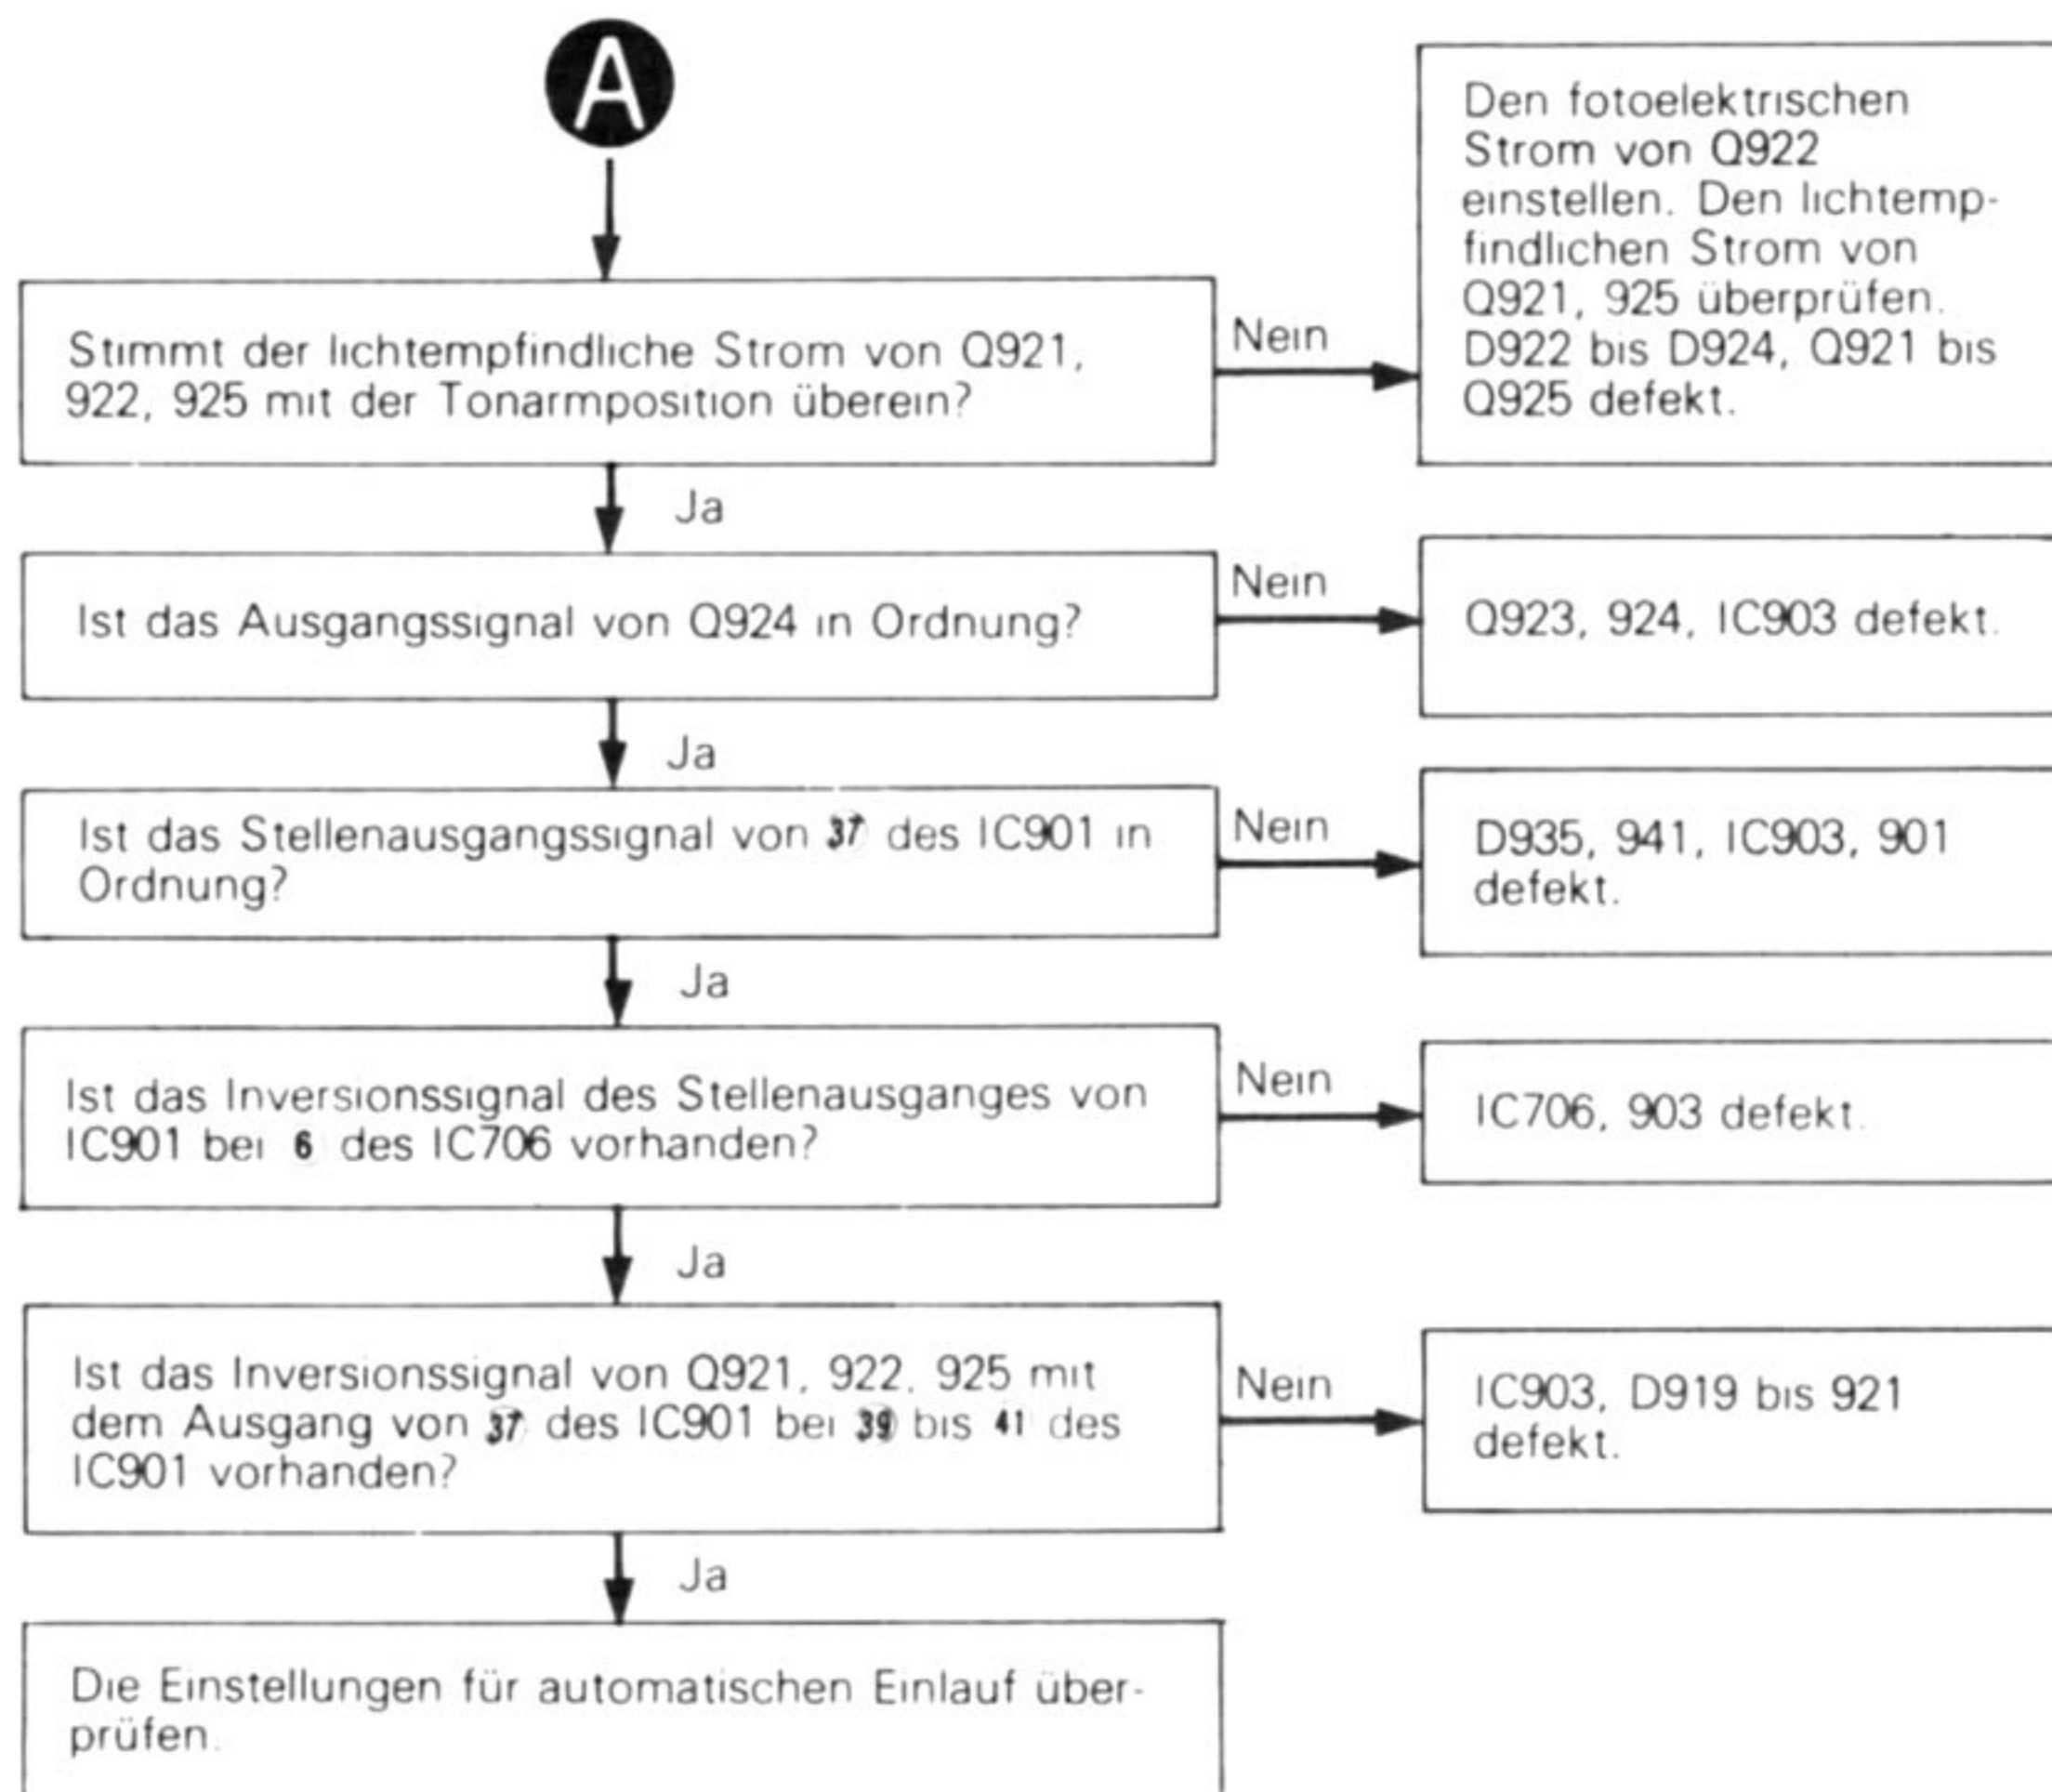 A
Den fotoelektrischen
Strom von Q922
einstellen. Den lichtemp-
findlichen Strom von
Q921, 925 überprüfen.
D922 bis D924, Q921 bis
Q925 defekt.
Stimmt der lichtempfindliche Strom von Q921,
922, 925 mit der Tonarmposition überein?
Nein
Ja
Ist das Ausgangssignal von Q924 in Ordnung?
Nein
Q923, 924, IC903 defekt.
Ja
Ist das Stellenausgangssignal von 37 des IC901 in
Ordnung?
Nein
D935, 941, IC903, 901
defekt.
Ja
Ist das Inversionssignal des Stellenausganges von
IC901 bei 6 des IC706 vorhanden?
Nein
IC706, 903 defekt.
Ja
Ist das Inversionssignal von Q921, 922, 925 mit
dem Ausgang von 37 des IC901 bei 39 bis 41 des
IC901 vorhanden?
Nein
IC903, D919 bis 921
defekt.
Ja
Die Einstellungen für automatischen Einlauf über-
prüfen.